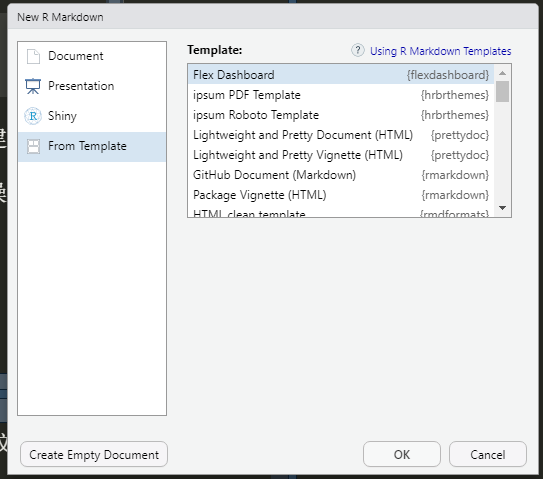 New R Markdown
Document
Presentation
Shiny
From Template
Template:
Using R Markdown Templates
Flex Dashboard {flexdashboard}
ipsum PDF Template {hrbrthemes}
ipsum Roboto Template {hrbrthemes}
Lightweight and Pretty Document (HTML) {prettydoc}
Lightweight and Pretty Vignette (HTML) {prettydoc}
GitHub Document (Markdown) {rmarkdown}
Package Vignette (HTML) {rmarkdown}
HTML clean template {rmdformats}
Create Empty Document
OK
Cancel